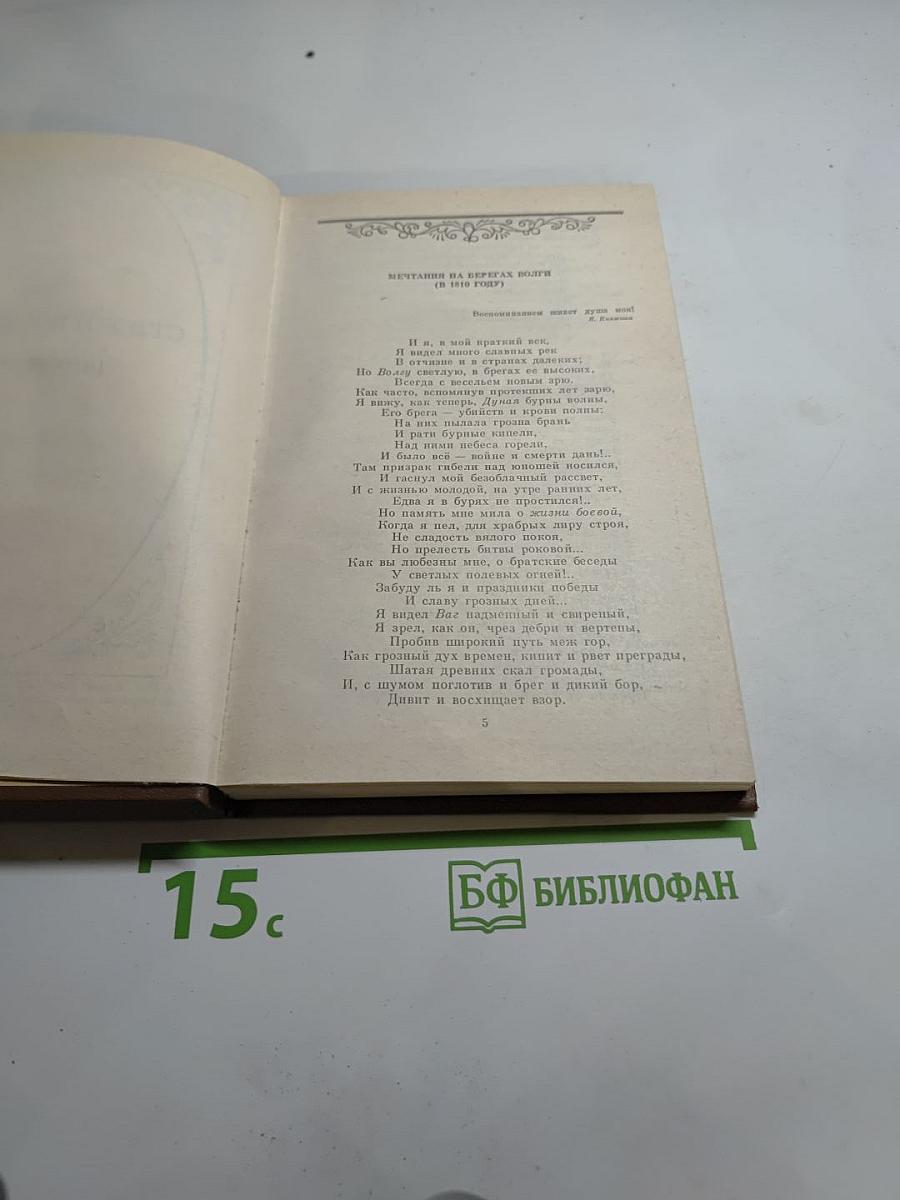 МЕЧТАНИЯ НА БЕРЕГАХ ВОЛГИ
(В 1810 ГОДУ)
Воспоминанием живет душа моя!
И я, в мой краткий век,
Я видел много славных рек
В отчизне и в странах далеких;
Но Волгу светлую, в брегах ее высоких,
Всегда с весельем новым зрю.
Как часто, вспомянув протекших лет зарю,
Я вижу, как теперь, Дуная бурны волны,
Его брега — убийств и крови полны:
На них пылала грозна брань
И рати бурные кипели,
Над ними небеса горели,
И было всё — войне и смерти дань!..
Там призрак гибели над юношей носился,
И гаснул мой безоблачный рассвет,
И с жизнью молодой, на утре ранних лет,
Едва я в бурях не простился!..
Но память мне мила о жизни боевой,
Когда я пел, для храбрых лиру строя,
Не сладость вялого покоя,
Но прелесть битвы роковой...
Как вы любезны мне, о братские беседы
У светлых полевых огней!..
Забуду ль я и праздники победы
И славу грозных дней...
Я видел Ваг надменный и свирепый,
Я зрел, как он, чрез дебри и вертепы,
Пробив широкий путь меж гор,
Как грозный дух времен, кипит и рвет преграды,
Шатая древних скал громады,
И, с шумом поглотив и брег и дикий бор, –
Дивит и восхищает взор.
5
15 с
БФ БИБЛИОФАН